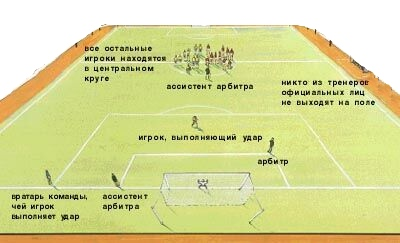 все остальные
игроки находятся
в центральном
круге
ассистент арбитра
никто из тренеров
официальных лиц
не выходят на поле
игрок, выполняющий удар
арбитр
вратарь команды,
чей игрок
выполняет удар
ассистент
арбитра